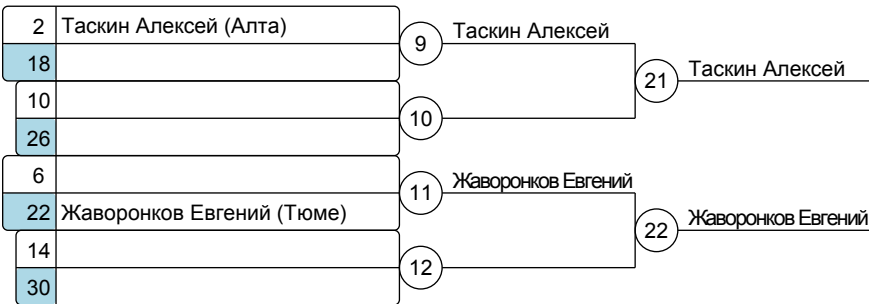 2 Таскин Алексей (Алта)
18
9 Таскин Алексей
10
26
10
21 Таскин Алексей
6
22 Жаворонков Евгений (Тюме)
11 Жаворонков Евгений
14
30
12
22 Жаворонков Евгений